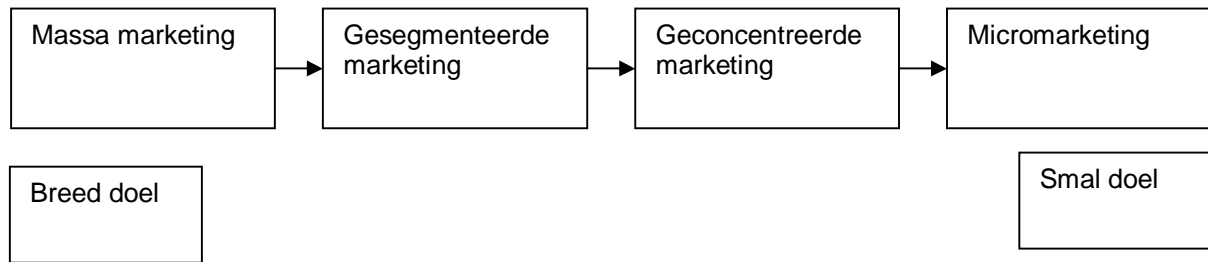 Massa marketing
Gesegmenteerde
marketing
Geconcentreerde
marketing
Micromarketing
Breed doel
Smal doel